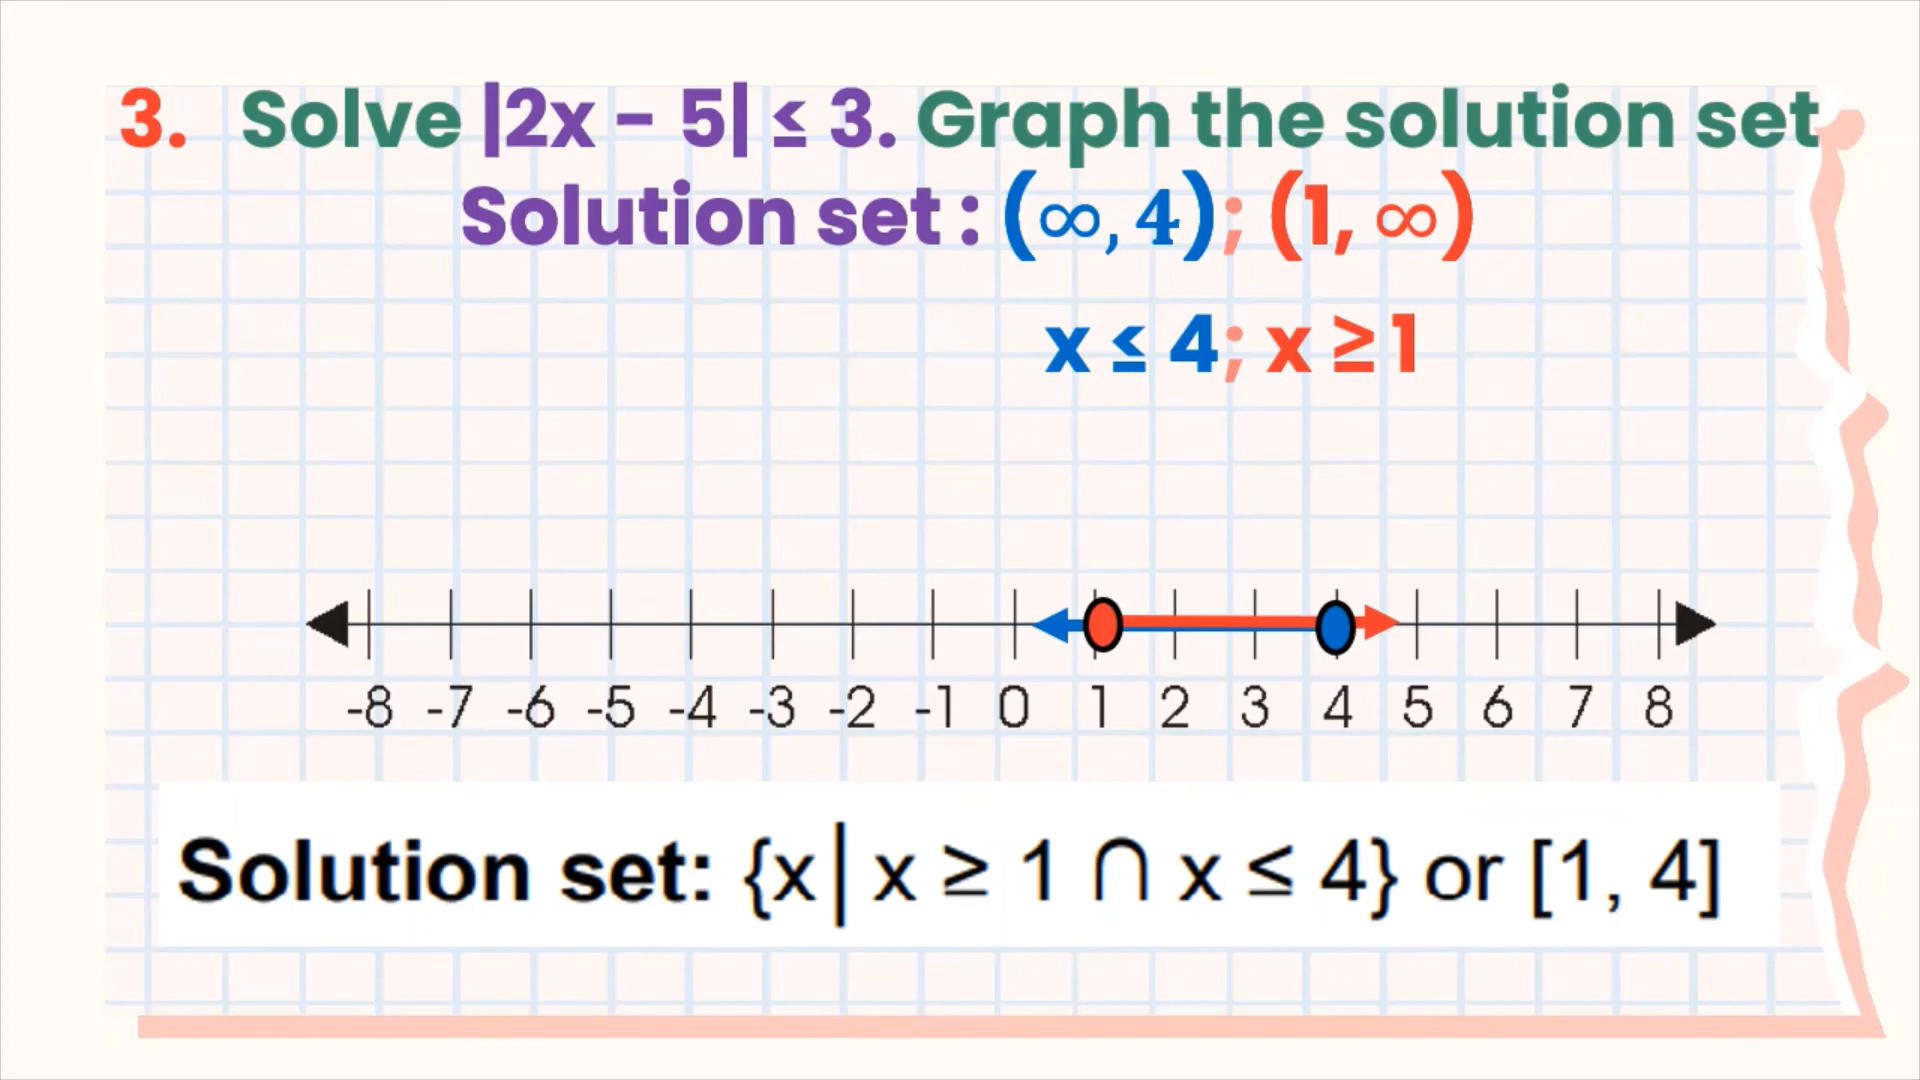 3. Solve |2x - 5| ≤ 3. Graph the solution set
Solution set : (∞, 4); (1, ∞)
x ≤ 4; x ≥ 1
-8 -7 -6 -5 -4 -3 -2 -1 0 1 2 3 4 5 6 7 8
Solution set: {x | x ≥ 1 ∩ x ≤ 4} or [1, 4]